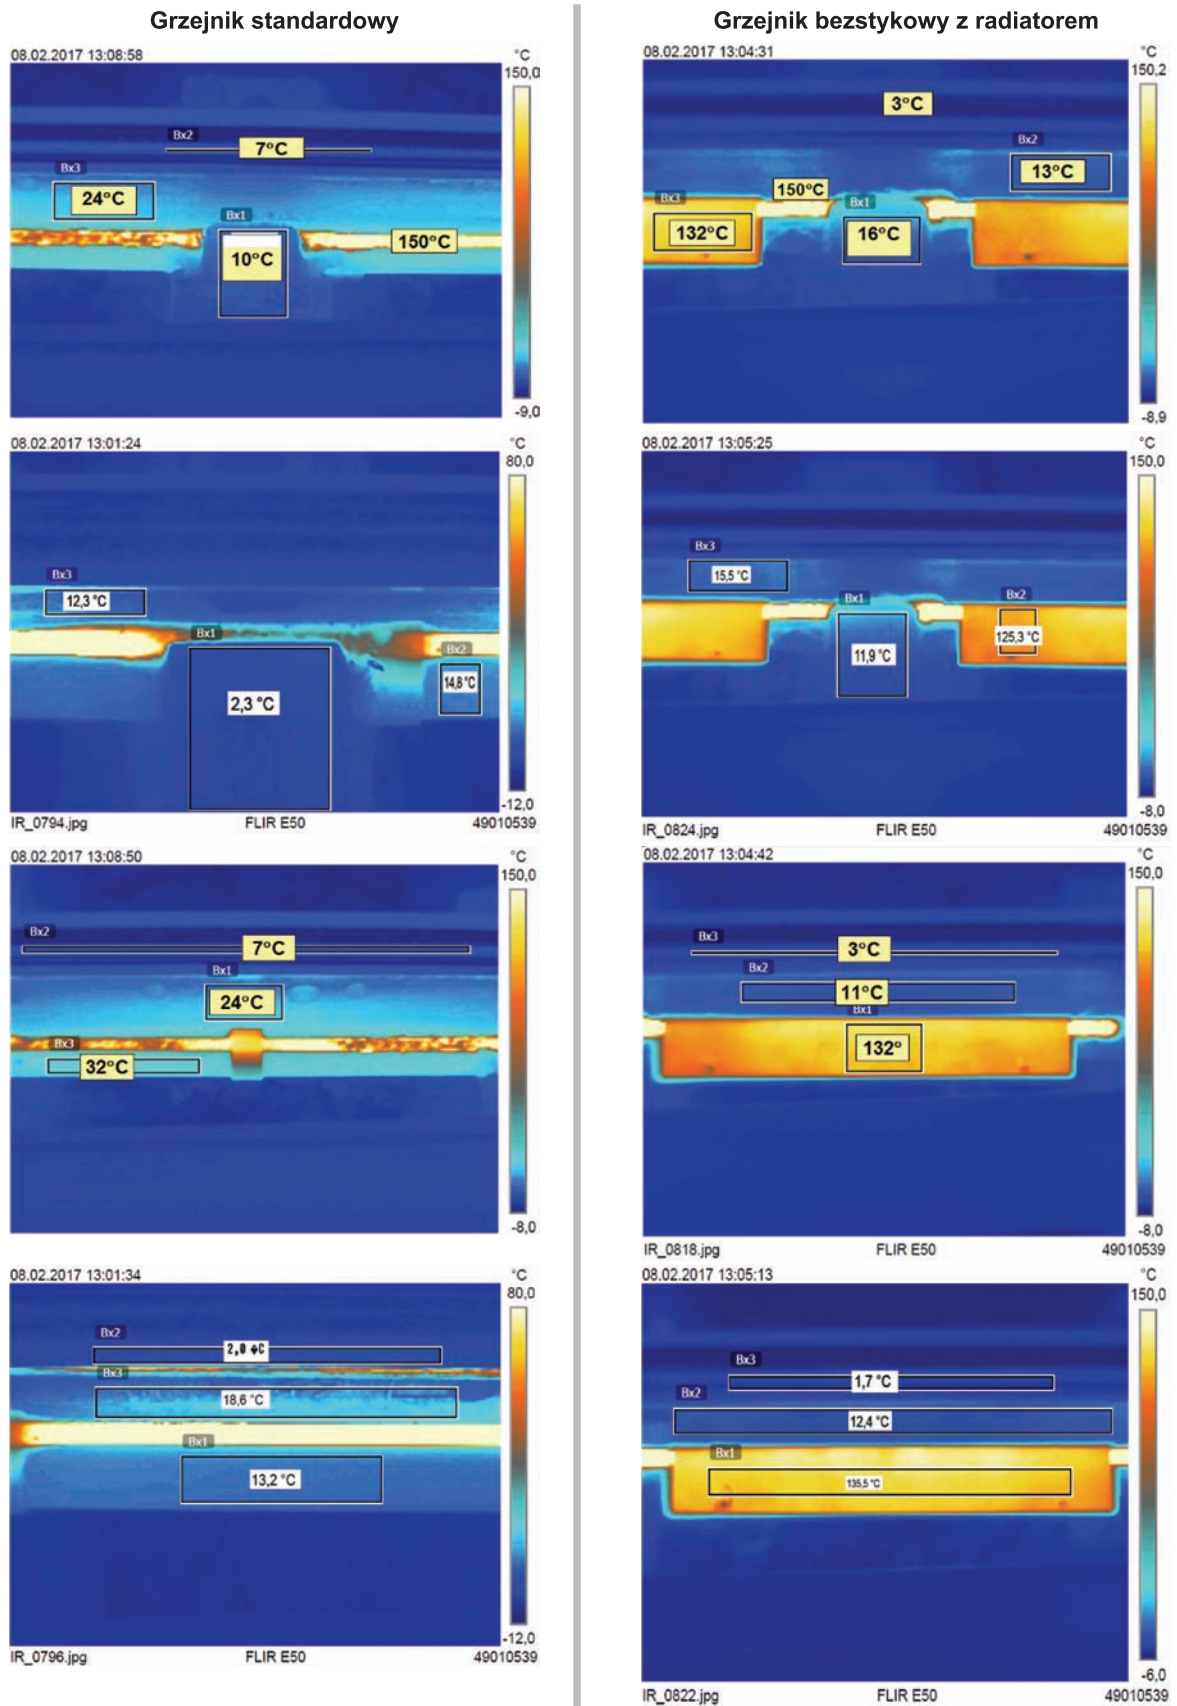 Grzejnik standardowy
08.02.2017 13:08:58
°C
150,0
Bx2
7°C
Bx3
24°C
Bx1
150°C
10°C
-9,0
08.02.2017 13:01:24
°C
80,0
Bx3
12,3 °C
Bx1
Bx2
14,8 °C
2,3 °C
-12,0
IR_0794.jpg FLIR E50 49010539
08.02.2017 13:08:50
°C
150,0
Bx2
7°C
Bx1
24°C
Bx3
32°C
-8,0
08.02.2017 13:01:34
°C
80,0
Bx2
Bx3
18,6 °C
Bx1
13,2 °C
-12,0
IR_0796.jpg FLIR E50 49010539
Grzejnik bezstykowy z radiatorem
08.02.2017 13:04:31
°C
150,2
3°C
Bx2
13°C
150°C
Bx3
Bx1
132°C
16°C
-8,9
08.02.2017 13:05:25
°C
150,0
Bx3
15,5 °C
Bx1
Bx2
125,3 °C
11,9 °C
-8,0
IR_0824.jpg FLIR E50 49010539
08.02.2017 13:04:42
°C
150,0
Bx3
3°C
Bx2
11°C
Bx1
132°
-8,0
IR_0818.jpg FLIR E50 49010539
08.02.2017 13:05:13
°C
150,0
Bx3
1,7 °C
Bx2
12,4 °C
Bx1
135,5 °C
-6,0
IR_0822.jpg FLIR E50 49010539